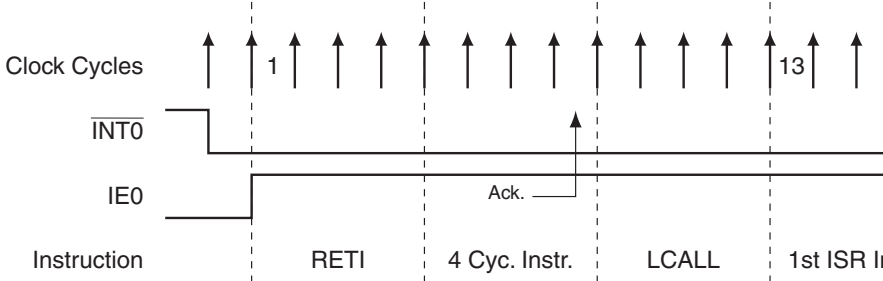 Clock Cycles 1 13
INT0
IE0
Ack.
Instruction RETI 4 Cyc. Instr. LCALL 1st ISR